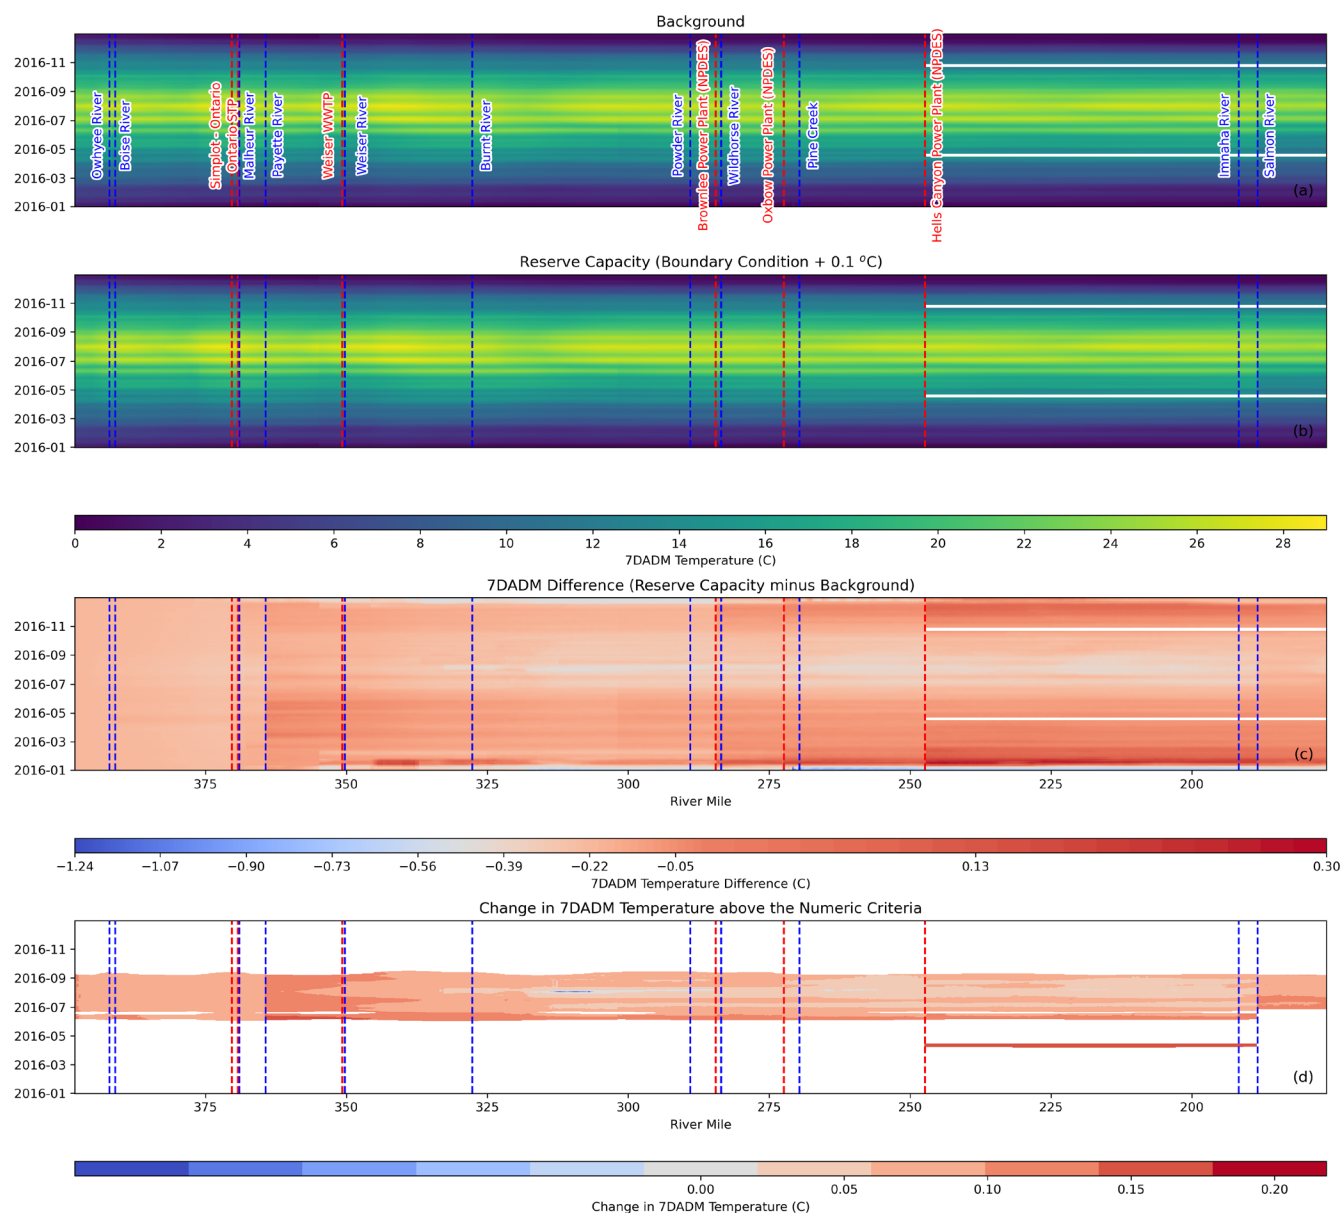 Background
2016-11
2016-09
2016-07
2016-05
2016-03
2016-01
Owhyee River
Boise River
Simplot - Ontario
Ontario STP
Malheur River
Payette River
Weiser WWTP
Weiser River
Burnt River
Powder River
Brownlee Power Plant (NPDES)
Wildhorse River
Oxbow Power Plant (NPDES)
Pine Creek
Hells Canyon Power Plant (NPDES)
Imnaha River
Salmon River
(a)
Reserve Capacity (Boundary Condition + 0.1 °C)
2016-11
2016-09
2016-07
2016-05
2016-03
2016-01
(b)
0 2 4 6 8 10 12 14 16 18 20 22 24 26 28
7DADM Temperature (C)
7DADM Difference (Reserve Capacity minus Background)
2016-11
2016-09
2016-07
2016-05
2016-03
2016-01
(c)
375 350 325 300 275 250 225 200
River Mile
−1.24 −1.07 −0.90 −0.73 −0.56 −0.39 −0.22 −0.05 0.13 0.30
7DADM Temperature Difference (C)
Change in 7DADM Temperature above the Numeric Criteria
2016-11
2016-09
2016-07
2016-05
2016-03
2016-01
(d)
375 350 325 300 275 250 225 200
River Mile
0.00 0.05 0.10 0.15 0.20
Change in 7DADM Temperature (C)